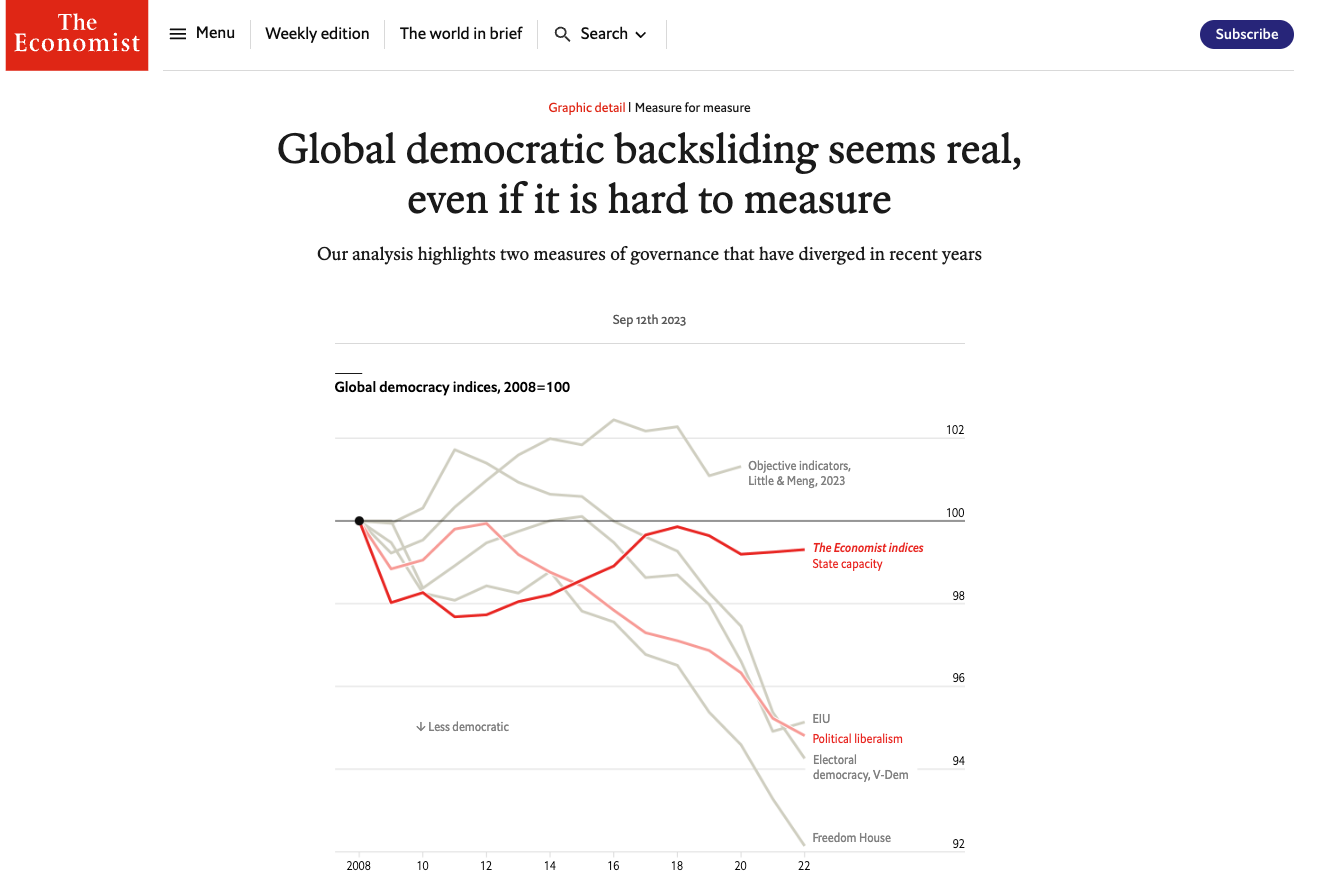 The
Economist
Menu
Weekly edition
The world in brief
Search
Subscribe
Graphic detail | Measure for measure
Global democratic backsliding seems real,
even if it is hard to measure
Our analysis highlights two measures of governance that have diverged in recent years
Sep 12th 2023
Global democracy indices, 2008=100
102
Objective indicators,
Little & Meng, 2023
100
The Economist indices
State capacity
98
96
EIU
↓ Less democratic
Political liberalism
Electoral
democracy, V-Dem
94
Freedom House
92
2008 10 12 14 16 18 20 22